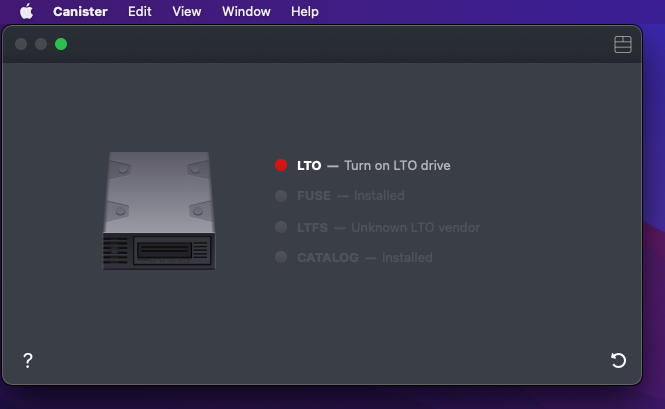 Canister Edit View Window Help
LTO — Turn on LTO drive
FUSE — Installed
LTFS — Unknown LTO vendor
CATALOG — Installed
?